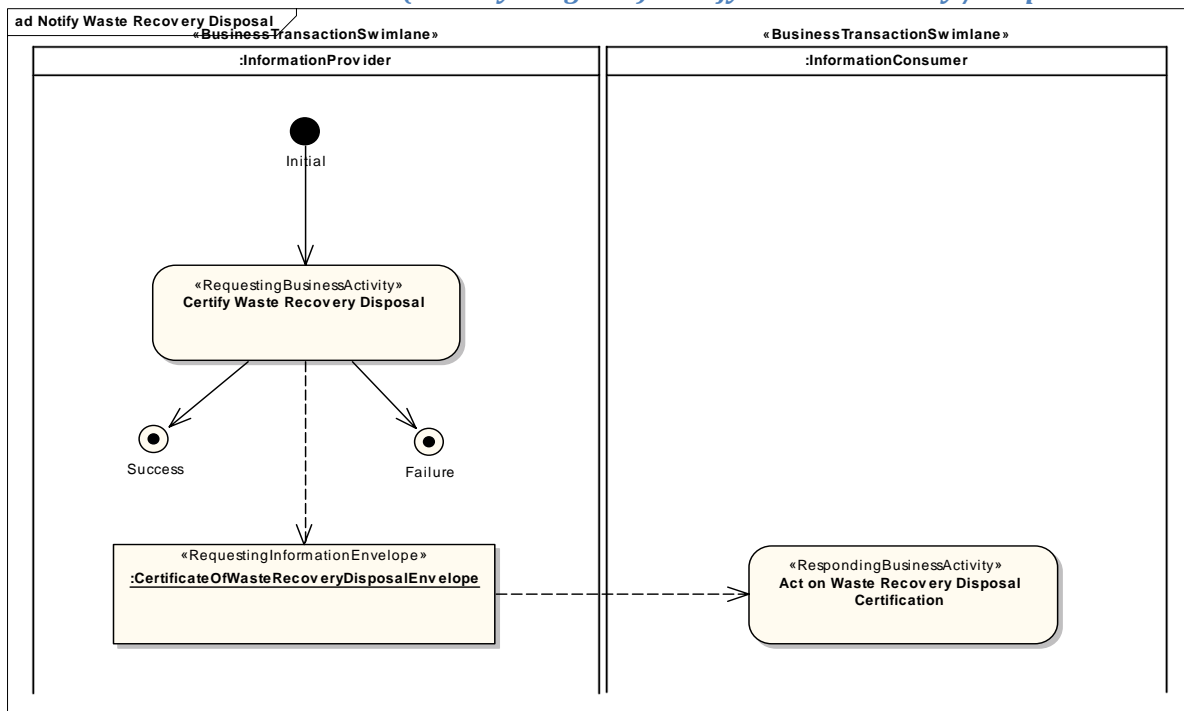 ad Notify Waste Recovery Disposal
«BusinessTransactionSwimlane»
«BusinessTransactionSwimlane»
:InformationProvider
:InformationConsumer
Initial
«RequestingBusinessActivity»
Certify Waste Recovery Disposal
Success
Failure
«RequestingInformationEnvelope»
:CertificateOfWasteRecoveryDisposalEnvelope
«RespondingBusinessActivity»
Act on Waste Recovery Disposal
Certification